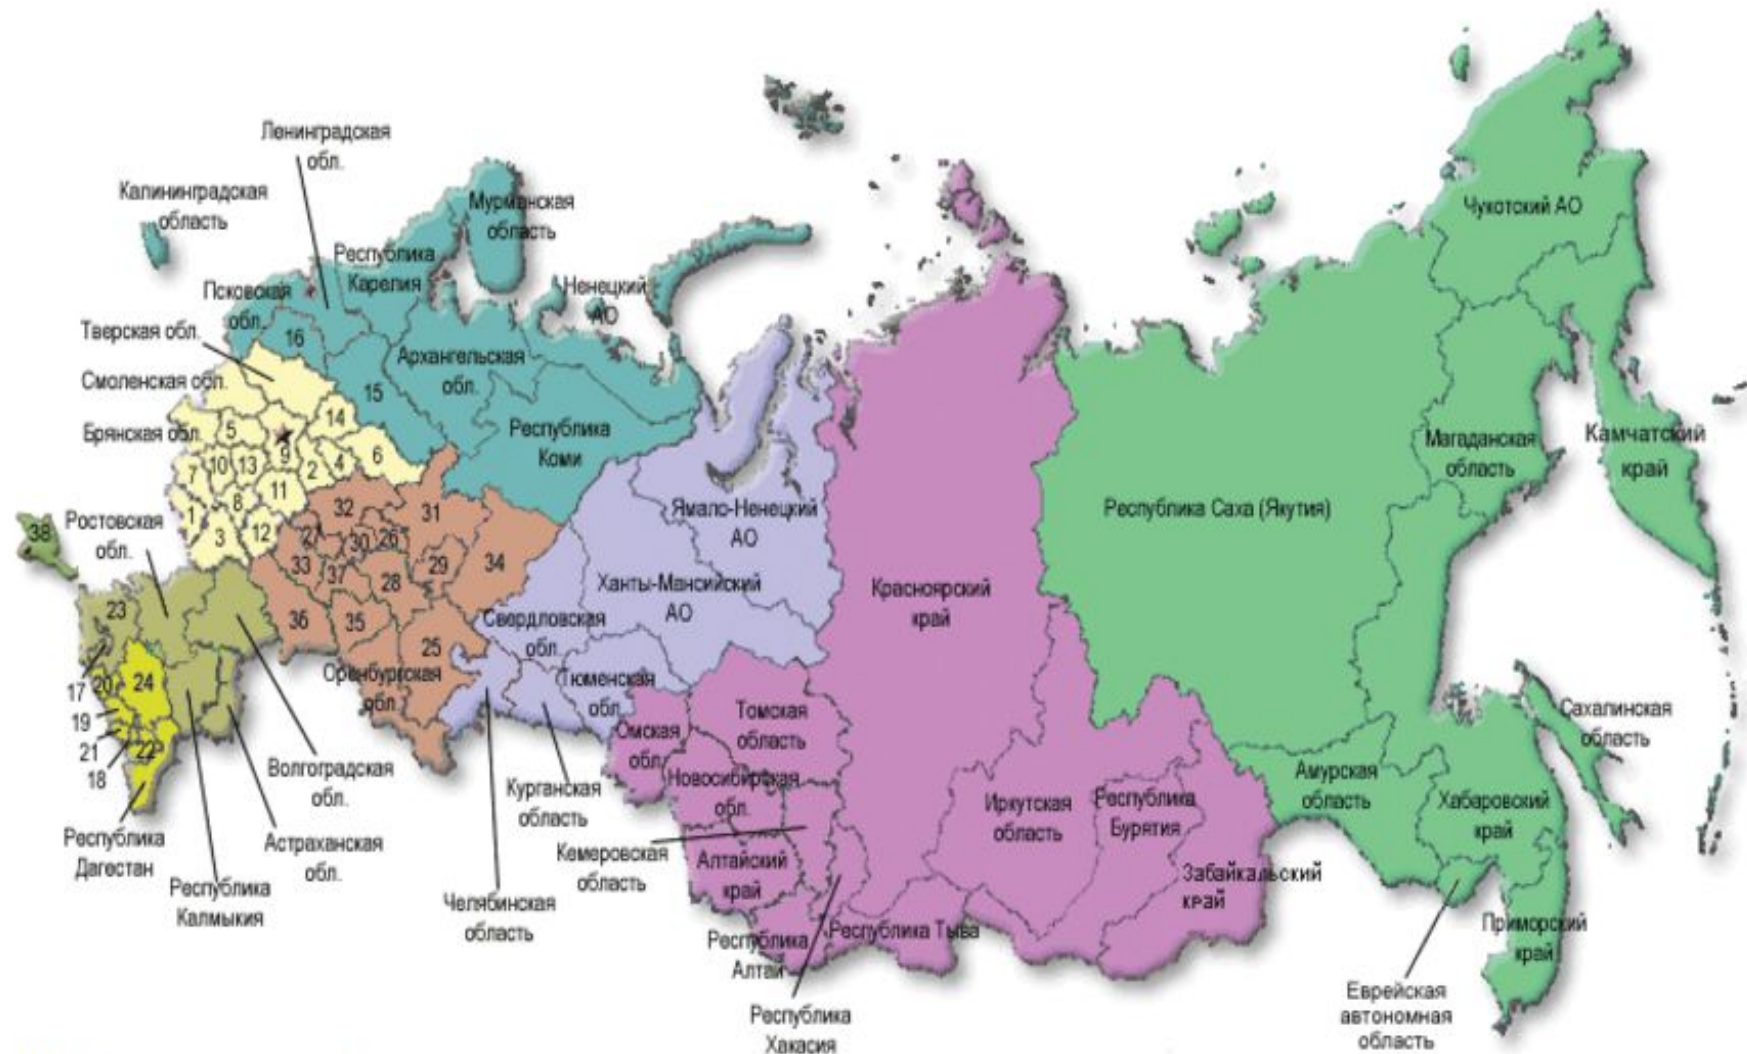 Ленинградская
обл.
Калининградская
область
Мурманская
область
Республика
Карелия
Ненецкий
АО
Псковская
обл.
Тверская обл.
16
Архангельская
обл.
Смоленская обл.
15
14
Брянская обл.
5
9
6
Республика
Коми
7
10
13
2
4
8
11
1
3
12
38
Ростовская
обл.
32
31
27
30
26
33
37
28
29
34
36
35
25
23
Оренбургская
обл.
17
20
24
19
21
18
22
Республика
Дагестан
Республика
Калмыкия
Астраханская
обл.
Волгоградская
обл.
Свердловская
обл.
Ямало-Ненецкий
АО
Ханты-Мансийский
АО
Тюменская
обл.
Курганская
область
Челябинская
область
Омская
обл.
Томская
область
Новосибирская
обл.
Кемеровская
область
Алтайский
край
Республика
Алтай
Республика
Хакасия
Республика Тыва
Красноярский
край
Иркутская
область
Республика
Бурятия
Забайкальский
край
Республика Саха (Якутия)
Чукотский АО
Магаданская
область
Камчатский
край
Сахалинская
область
Амурская
область
Хабаровский
край
Приморский
край
Еврейская
автономная
область